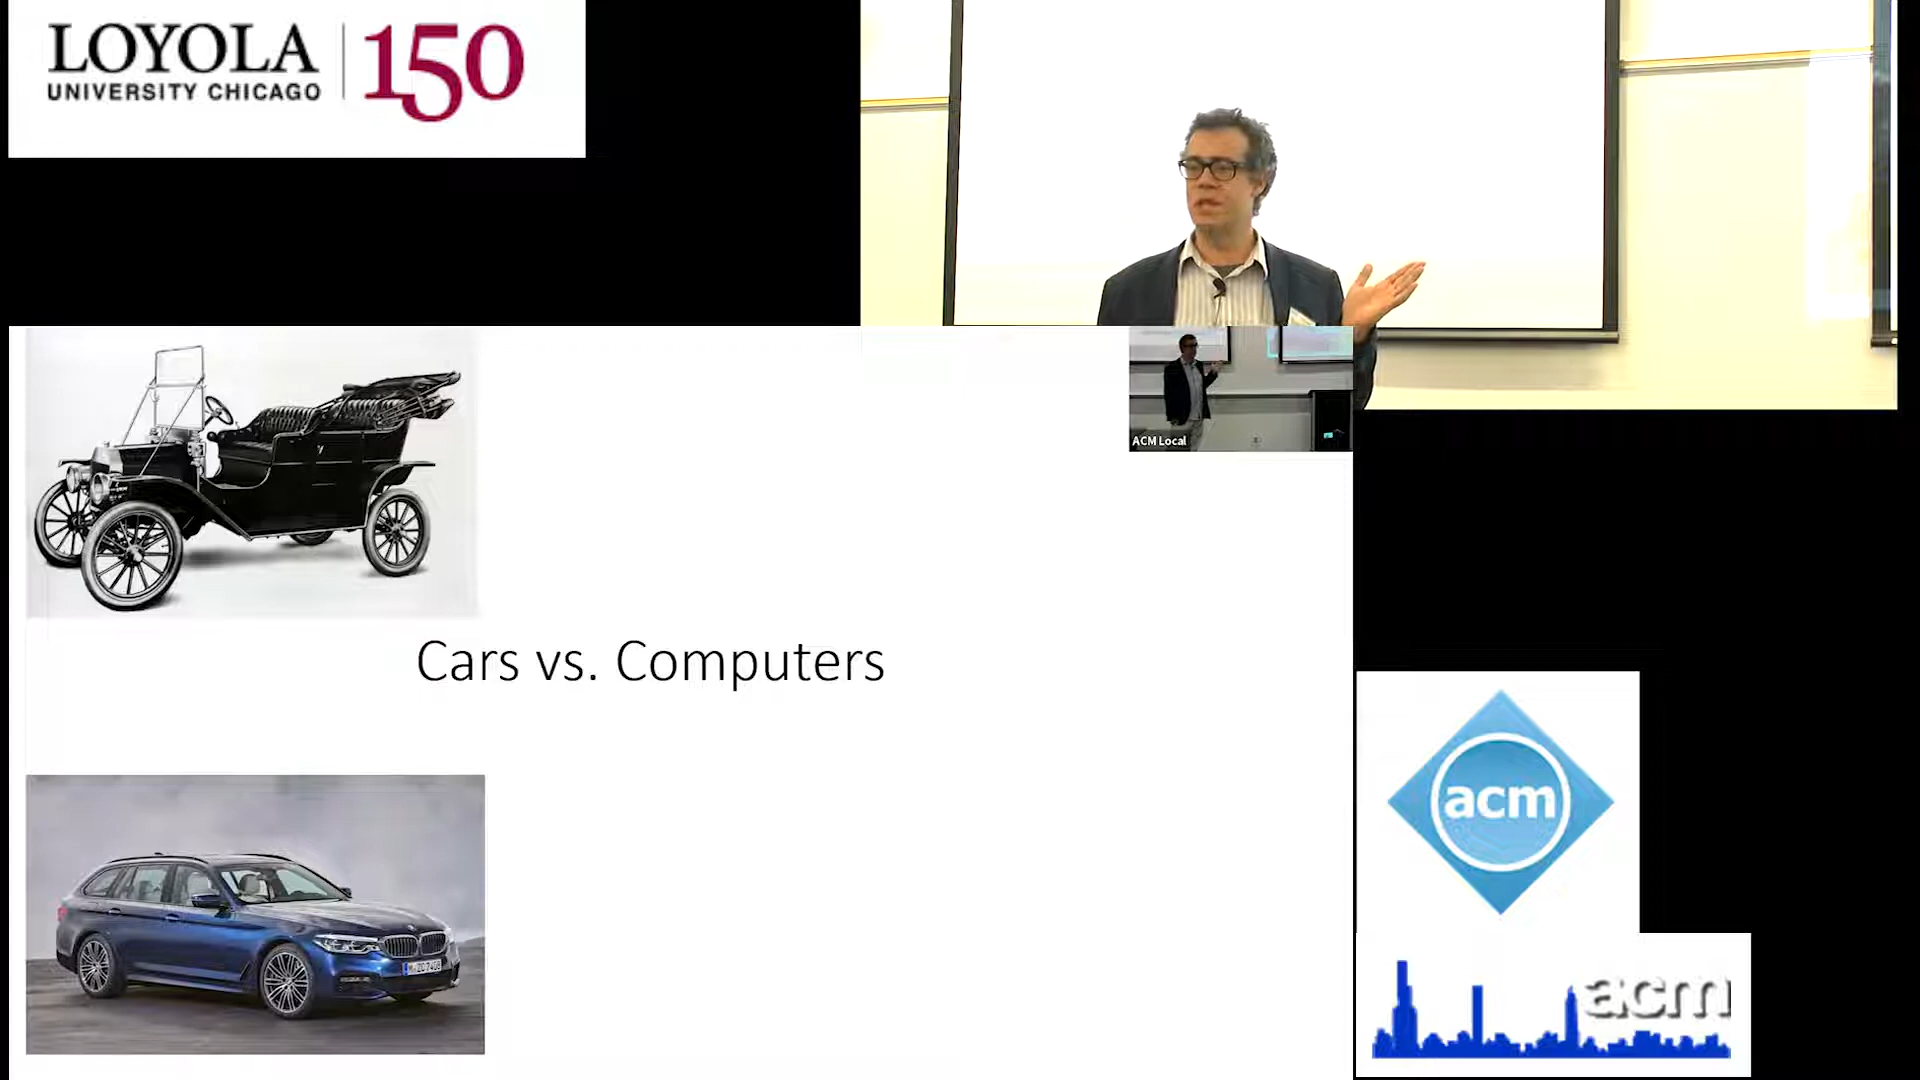 LOYOLA
UNIVERSITY CHICAGO
150
ACM Local
Cars vs. Computers
acm
acm